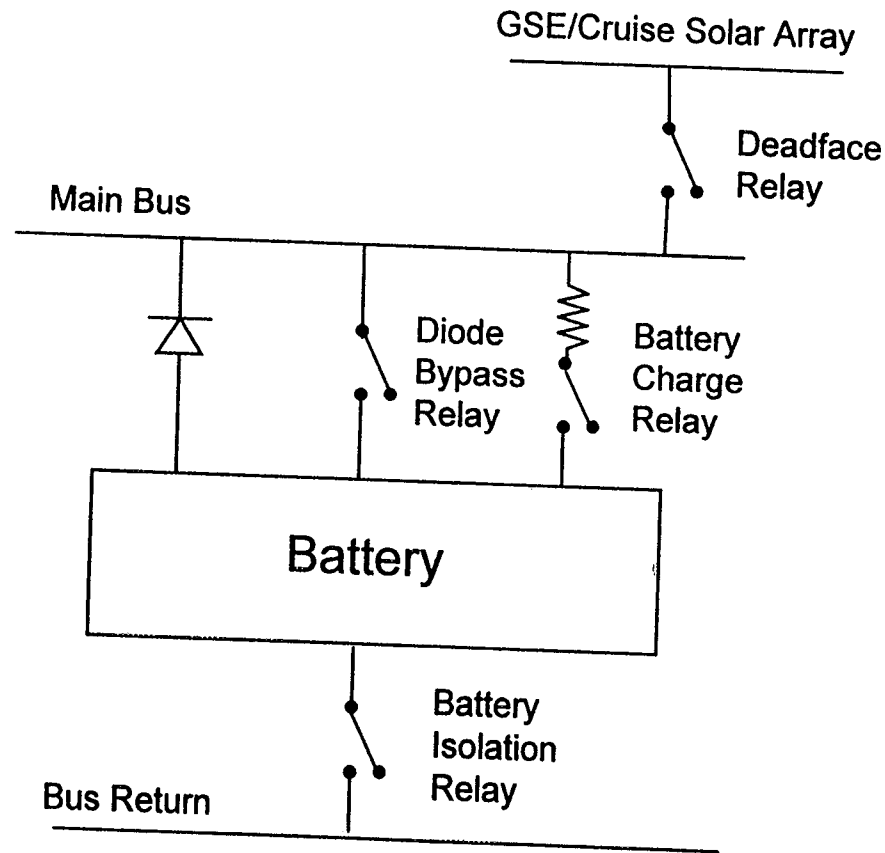 GSE/Cruise Solar Array
Deadface
Relay
Main Bus
Diode
Bypass
Relay
Battery
Charge
Relay
Battery
Battery
Isolation
Relay
Bus Return